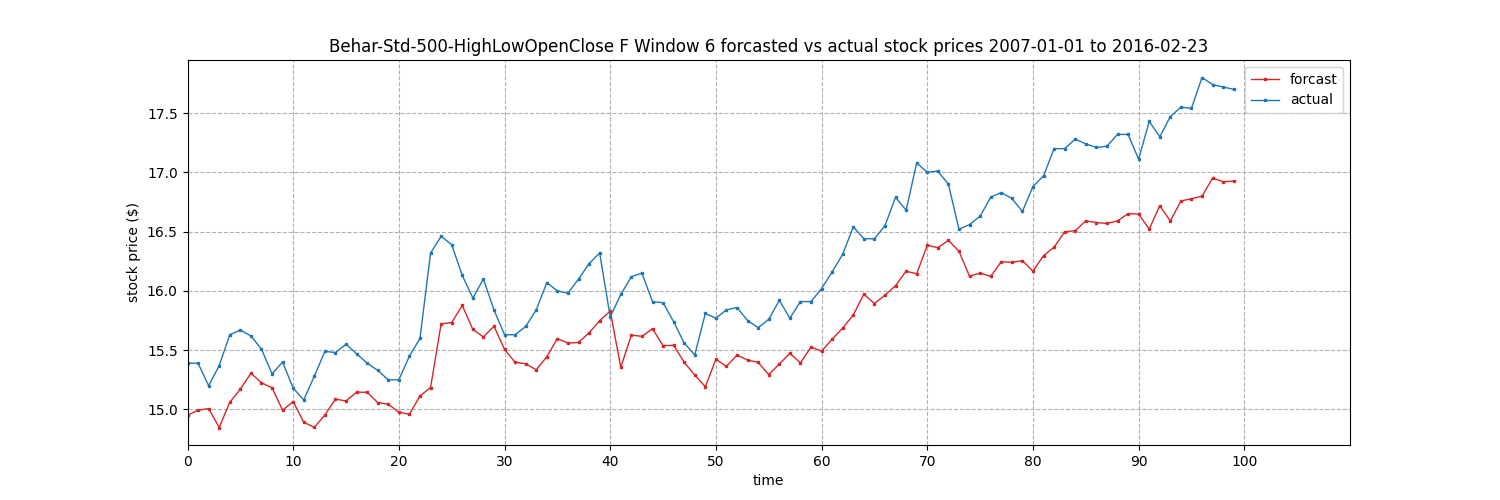 Behar-Std-500-HighLowOpenClose F Window 6 forcasted vs actual stock prices 2007-01-01 to 2016-02-23
forcast
actual
17.5
17.0
16.5
16.0
15.5
15.0
stock price ($)
0 10 20 30 40 50 60 70 80 90 100
time